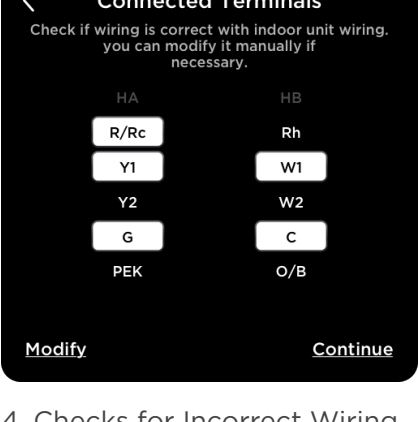 Connected Terminals
Check if wiring is correct with indoor unit wiring.
you can modify it manually if
necessary.
HA HB
R/Rc Rh
Y1 W1
Y2 W2
G C
PEK O/B
Modify Continue
4. Checks for Incorrect Wiring